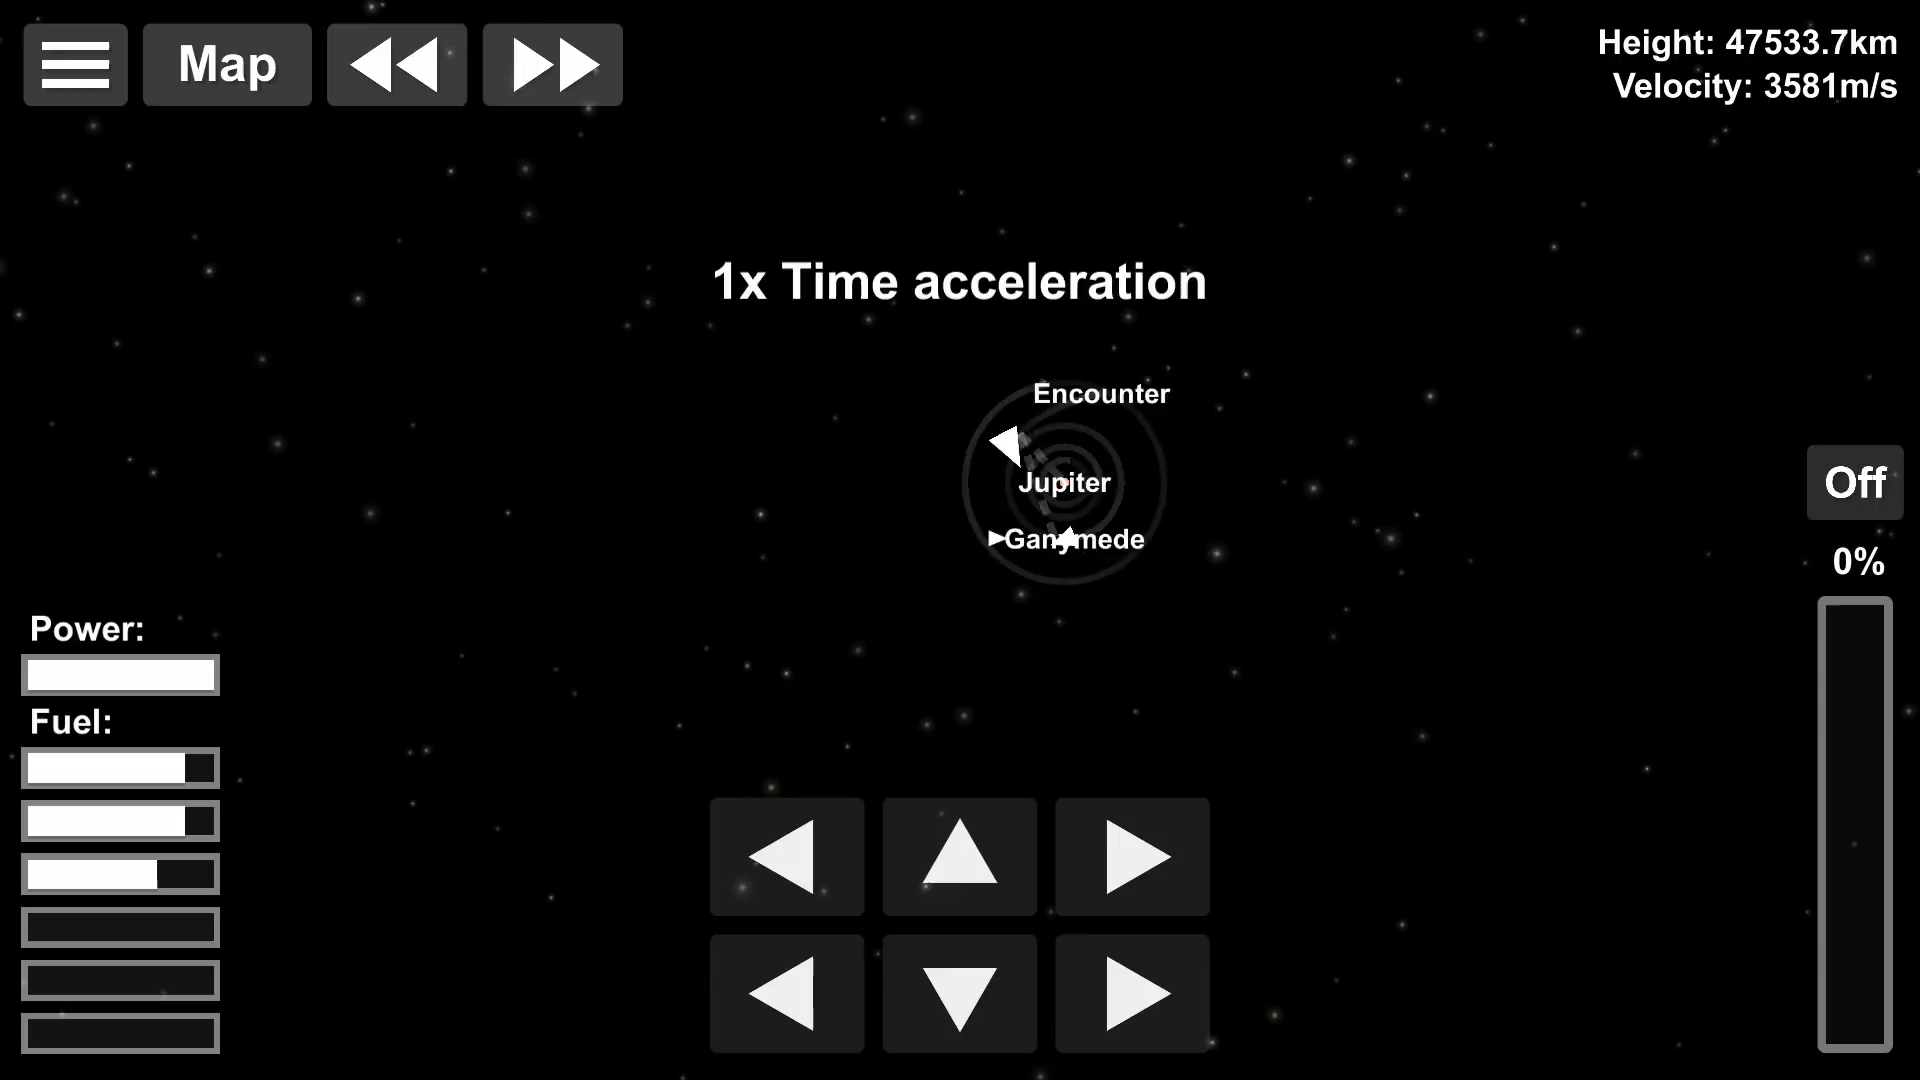 Map
Height: 47533.7km
Velocity: 3581m/s
1x Time acceleration
Encounter
Jupiter
Ganymede
Off
0%
Power:
Fuel: